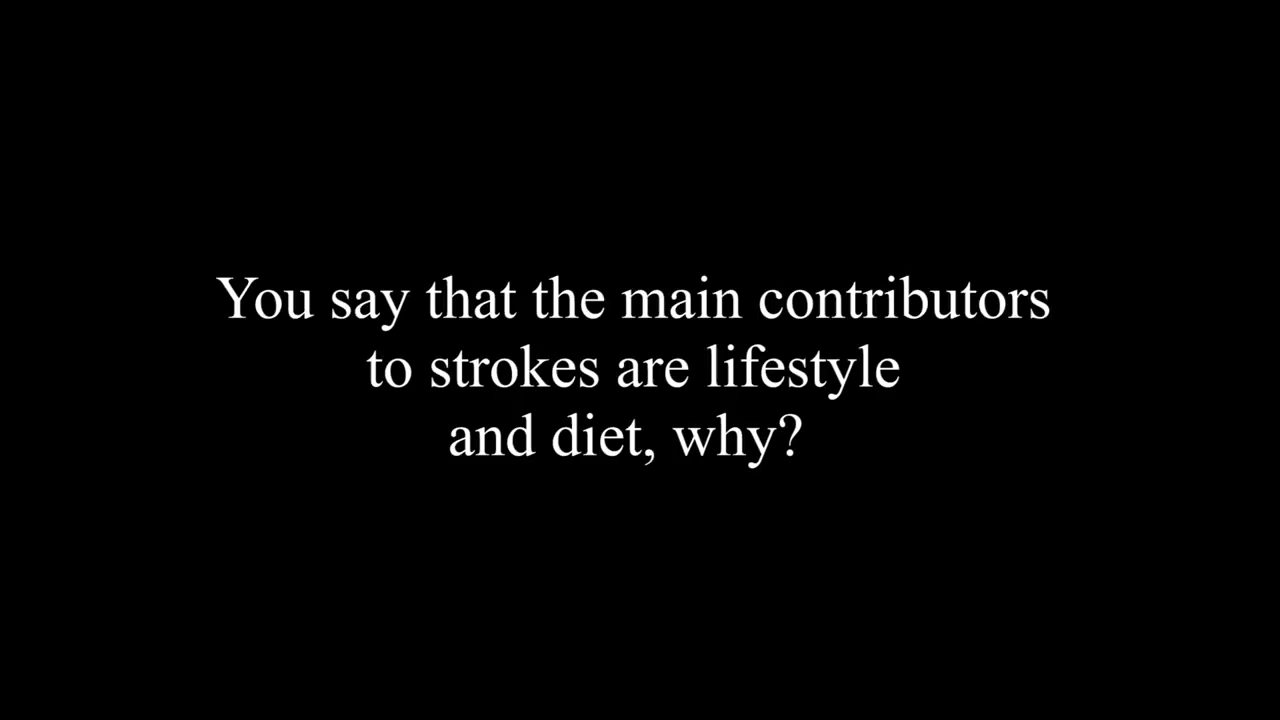 You say that the main contributors
to strokes are lifestyle
and diet, why?